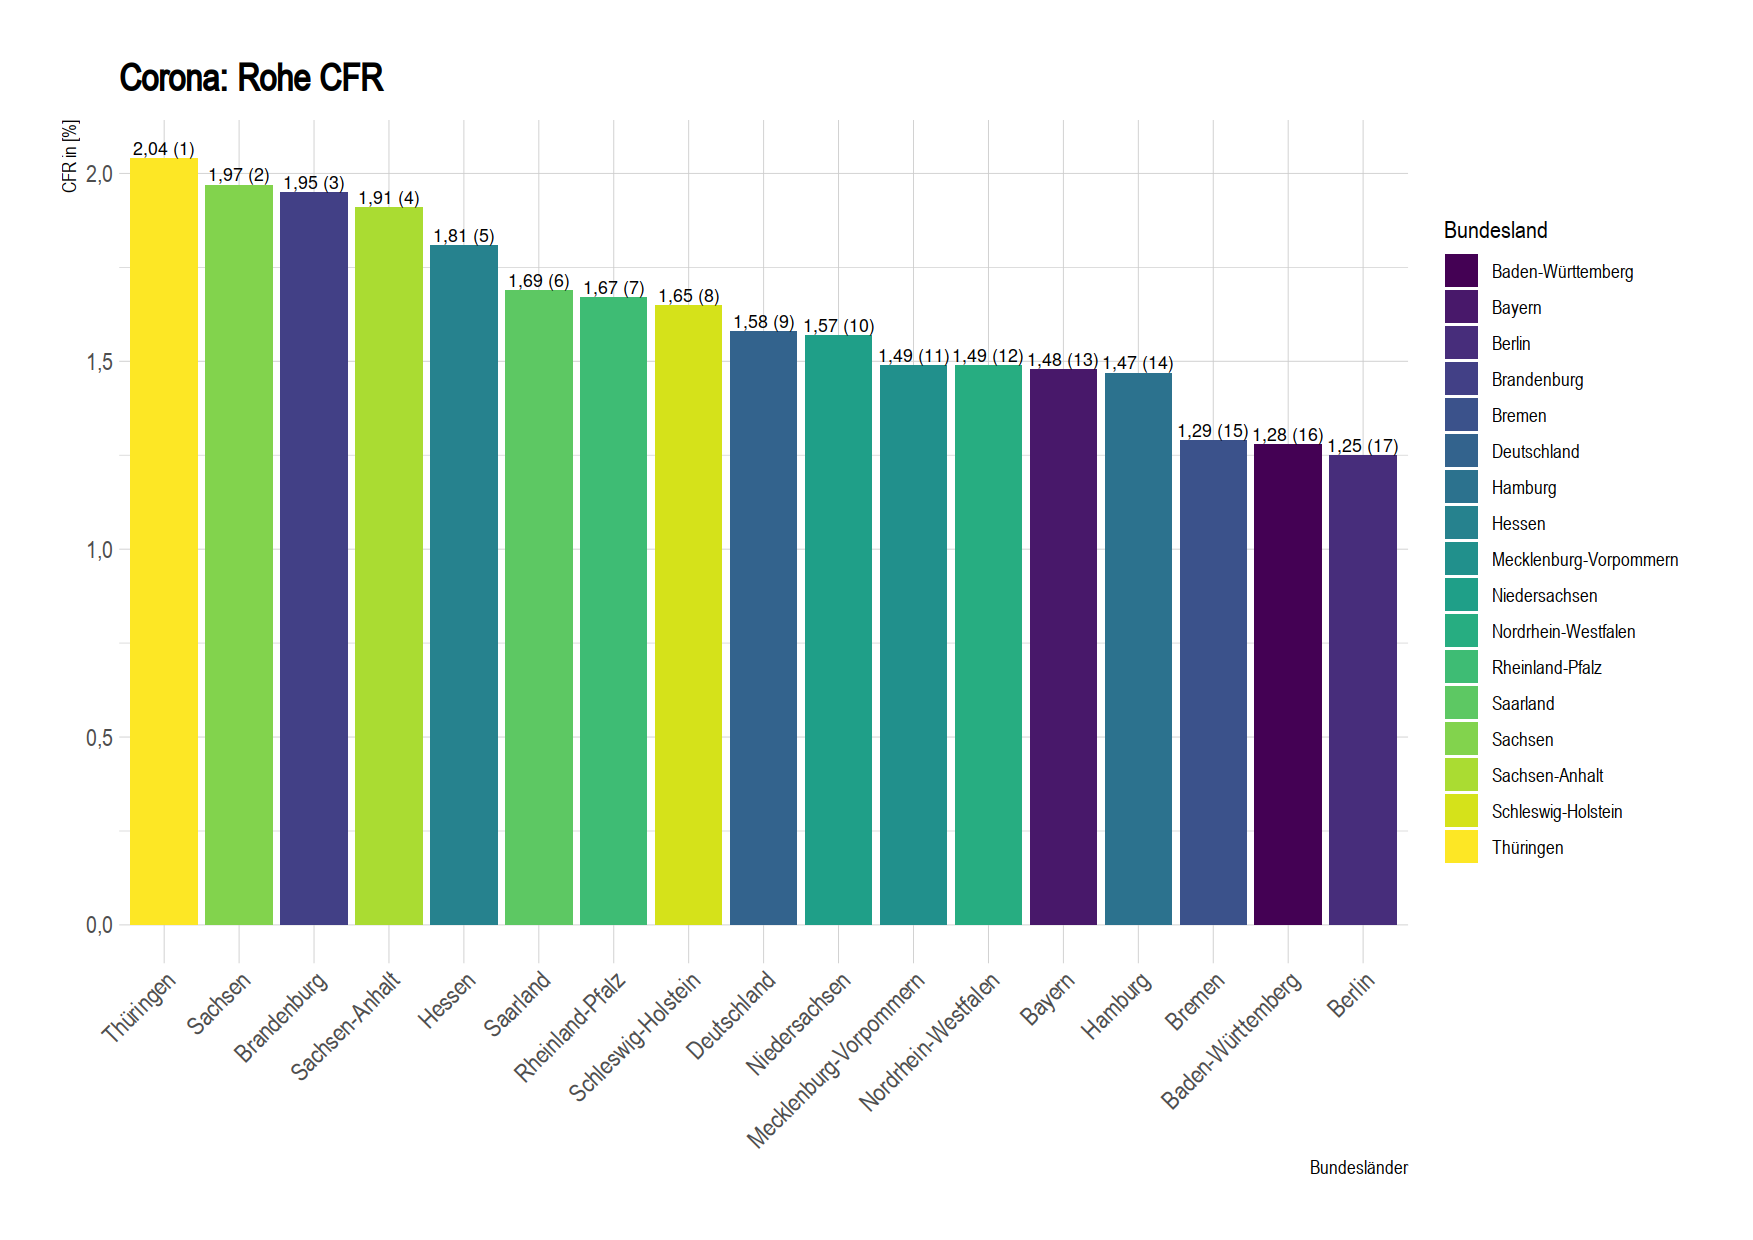 Corona: Rohe CFR
CFR in [%]
2,0
1,5
1,0
0,5
0,0
2,04 (1)
1,97 (2)
1,95 (3)
1,91 (4)
1,81 (5)
1,69 (6)
1,67 (7)
1,65 (8)
1,58 (9)
1,57 (10)
1,49 (11)
1,49 (12)
1,48 (13)
1,47 (14)
1,29 (15)
1,28 (16)
1,25 (17)
Thüringen
Sachsen
Brandenburg
Sachsen-Anhalt
Hessen
Saarland
Rheinland-Pfalz
Schleswig-Holstein
Deutschland
Niedersachsen
Mecklenburg-Vorpommern
Nordrhein-Westfalen
Bayern
Hamburg
Bremen
Baden-Württemberg
Berlin
Bundesländer
Bundesland
Baden-Württemberg
Bayern
Berlin
Brandenburg
Bremen
Deutschland
Hamburg
Hessen
Mecklenburg-Vorpommern
Niedersachsen
Nordrhein-Westfalen
Rheinland-Pfalz
Saarland
Sachsen
Sachsen-Anhalt
Schleswig-Holstein
Thüringen